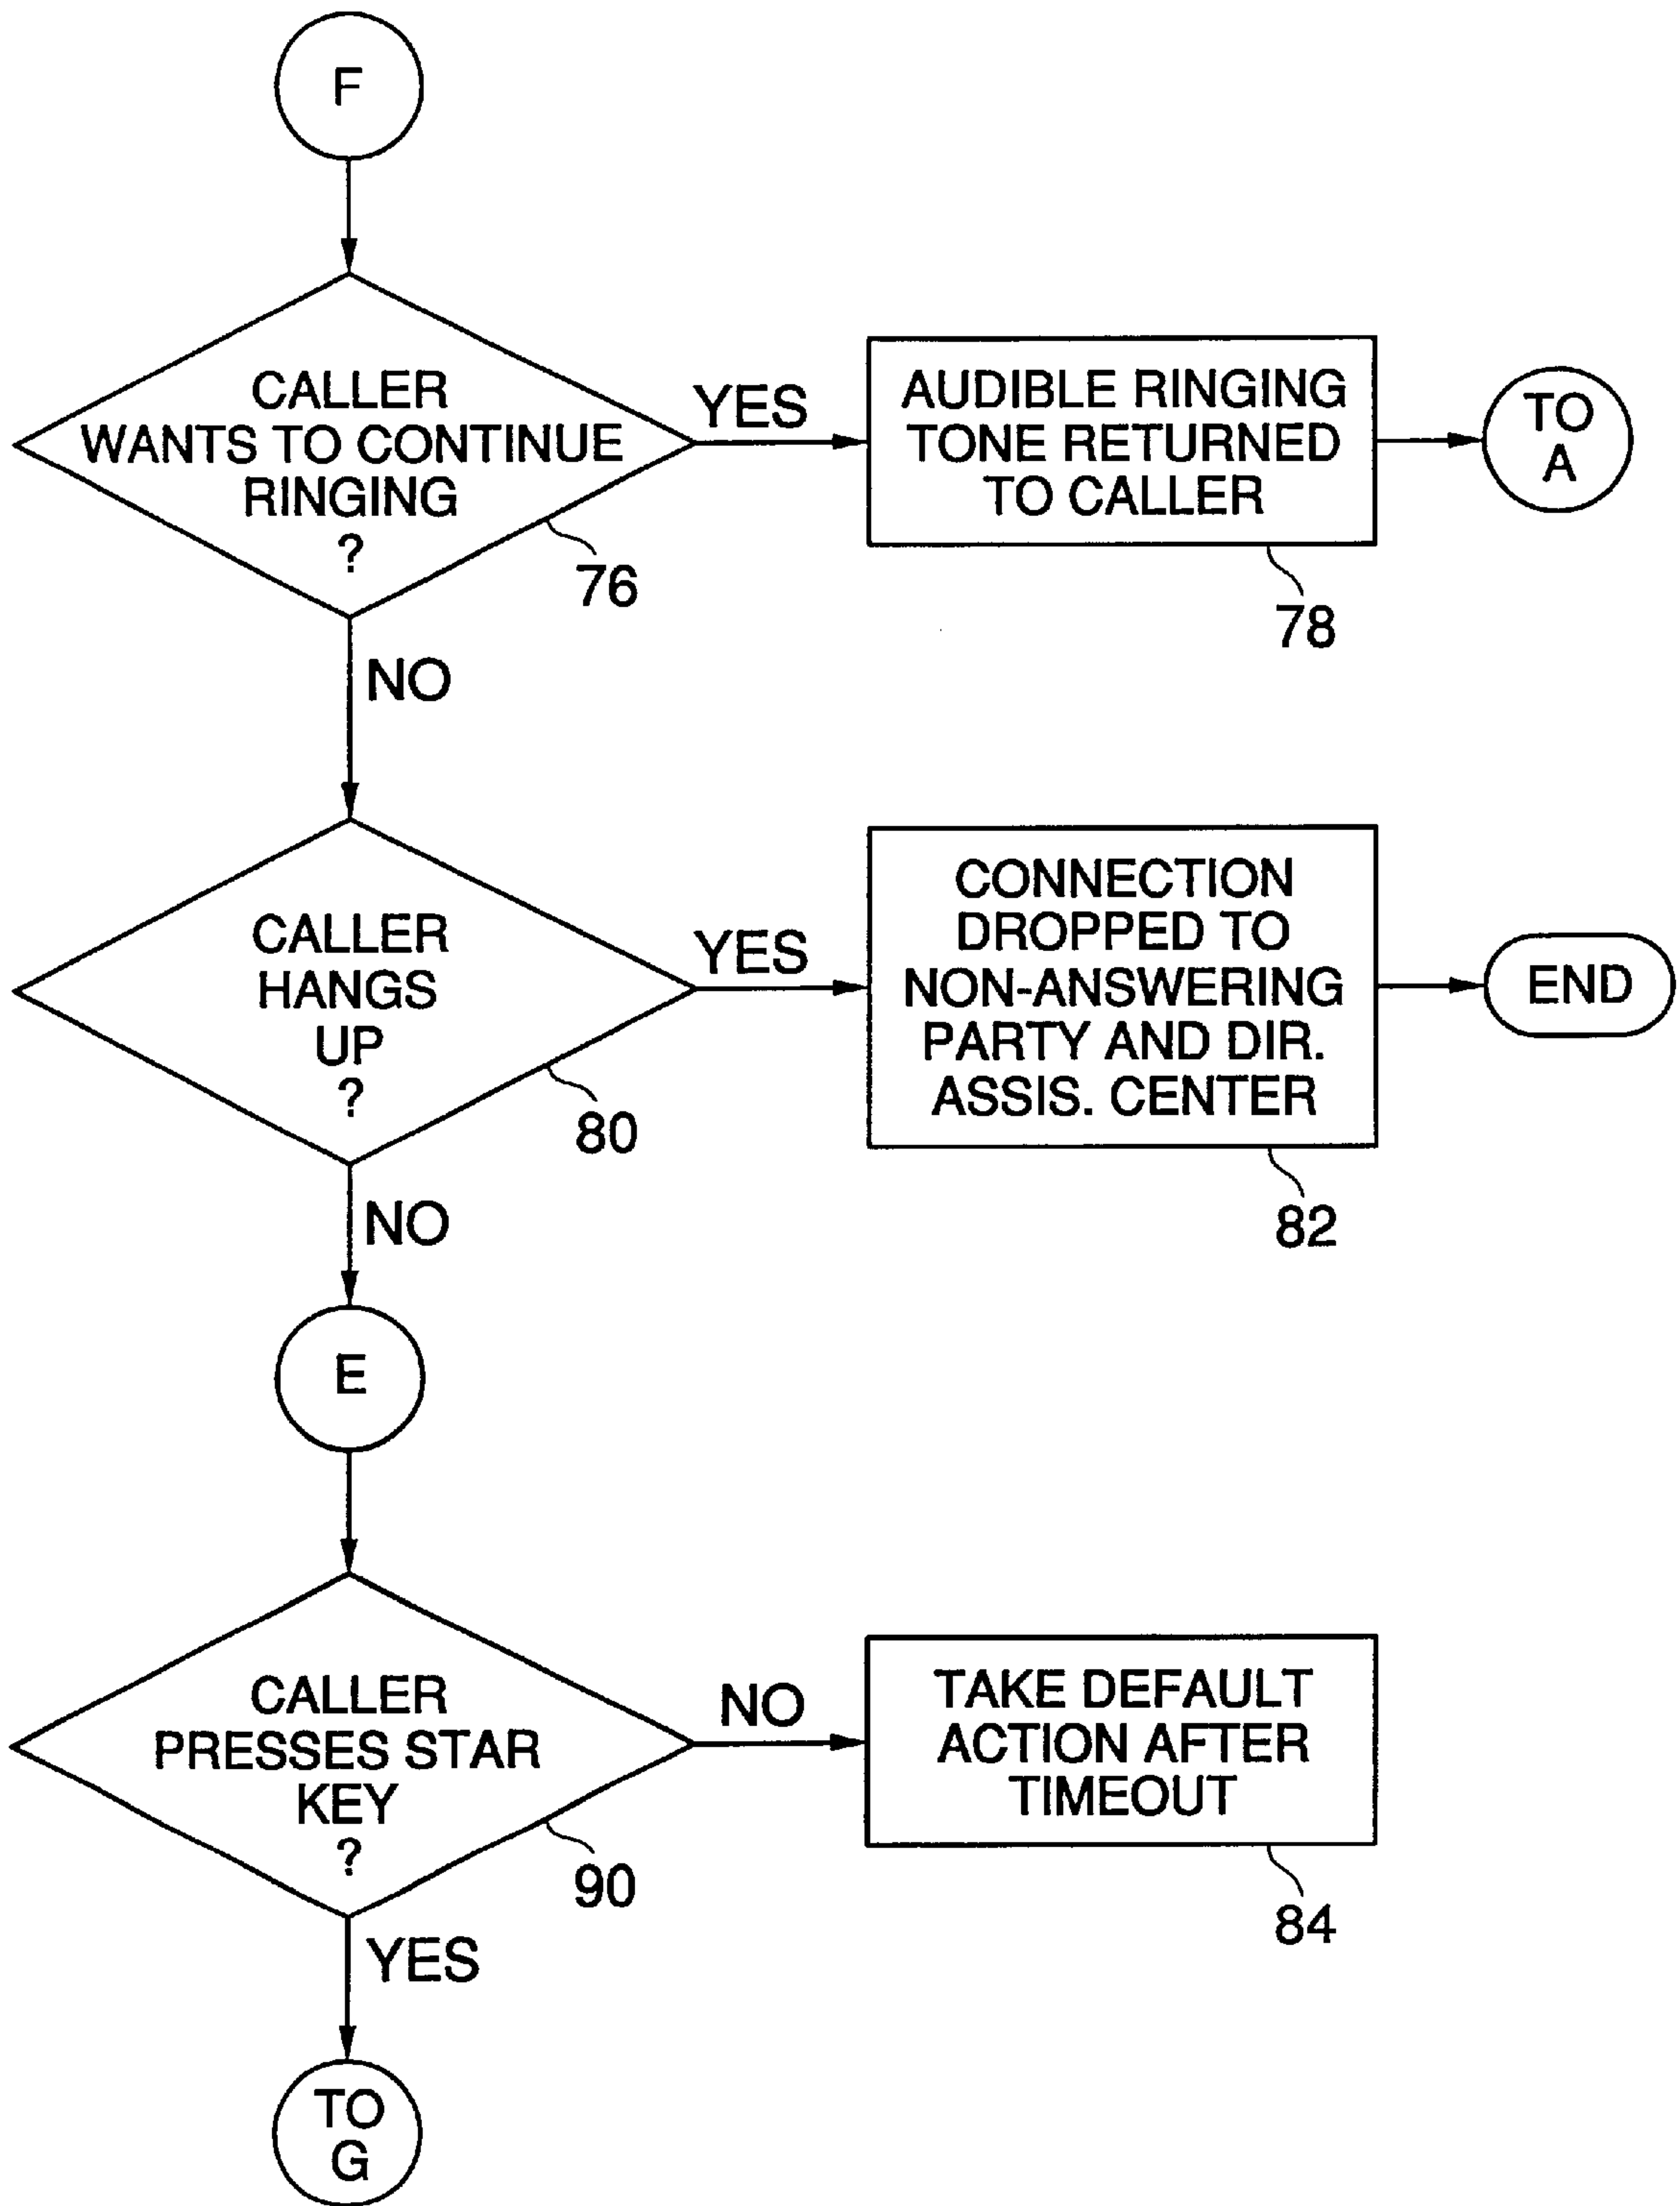 F
CALLER
WANTS TO CONTINUE
RINGING
?
76
YES
AUDIBLE RINGING
TONE RETURNED
TO CALLER
78
TO
A
NO
CALLER
HANGS
UP
?
80
YES
CONNECTION
DROPPED TO
NON-ANSWERING
PARTY AND DIR.
ASSIS. CENTER
82
END
NO
E
CALLER
PRESSES STAR
KEY
?
90
NO
TAKE DEFAULT
ACTION AFTER
TIMEOUT
84
YES
TO
G